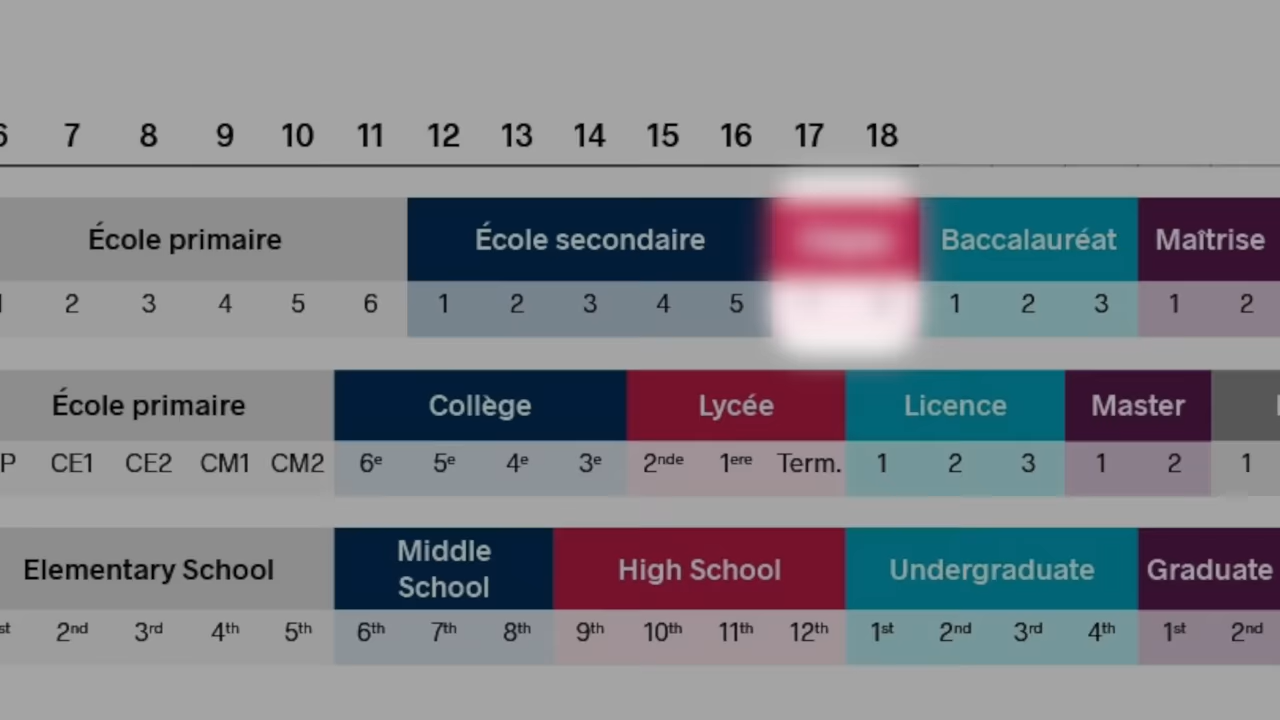 6 7 8 9 10 11 12 13 14 15 16 17 18
École primaire École secondaire Baccalauréat Maîtrise
1 2 3 4 5 6 1 2 3 4 5 1 2 3 1 2
École primaire Collège Lycée Licence Master
P CE1 CE2 CM1 CM2 6e 5e 4e 3e 2nde 1ere Term. 1 2 3 1 2 1
Elementary School Middle School High School Undergraduate Graduate
st 2nd 3rd 4th 5th 6th 7th 8th 9th 10th 11th 12th 1st 2nd 3rd 4th 1st 2nd